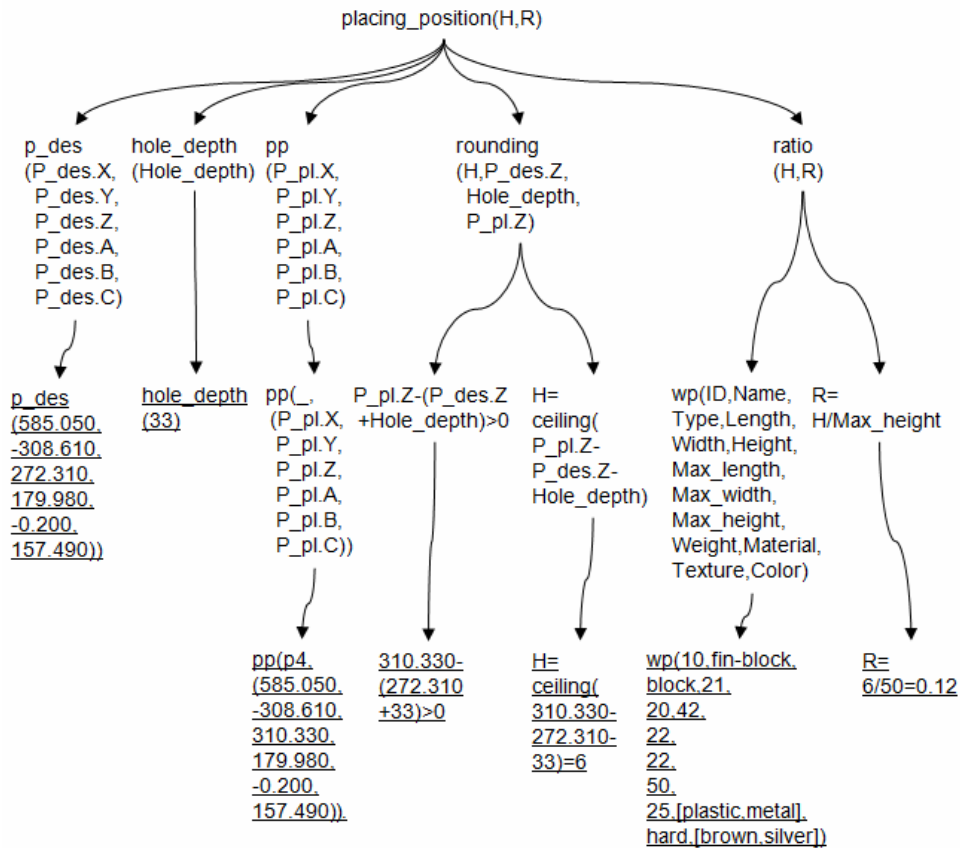 placing_position(H,R)
p_des
(P_des.X,
P_des.Y,
P_des.Z,
P_des.A,
P_des.B,
P_des.C)
hole_depth
(Hole_depth)
pp
(P_pl.X,
P_pl.Y,
P_pl.Z,
P_pl.A,
P_pl.B,
P_pl.C)
rounding
(H,P_des.Z,
Hole_depth,
P_pl.Z)
ratio
(H,R)
p_des
(585.050,
-308.610,
272.310,
179.980,
-0.200,
157.490))
hole_depth
(33)
pp(_,
(P_pl.X,
P_pl.Y,
P_pl.Z,
P_pl.A,
P_pl.B,
P_pl.C))
P_pl.Z-(P_des.Z
+Hole_depth)>0
H=
ceiling(
P_pl.Z-
P_des.Z-
Hole_depth)
wp(ID,Name,
Type,Length,
Width,Height,
Max_length,
Max_width,
Max_height,
Weight,Material,
Texture,Color)
R=
H/Max_height
pp(p4,
(585.050,
-308.610,
310.330,
179.980,
-0.200,
157.490)).
310.330-
(272.310
+33)>0
H=
ceiling(
310.330-
272.310-
33)=6
wp(10,fin-block,
block,21,
20,42,
22,
22,
50,
25,[plastic,metal],
hard,[brown,silver])
R=
6/50=0.12